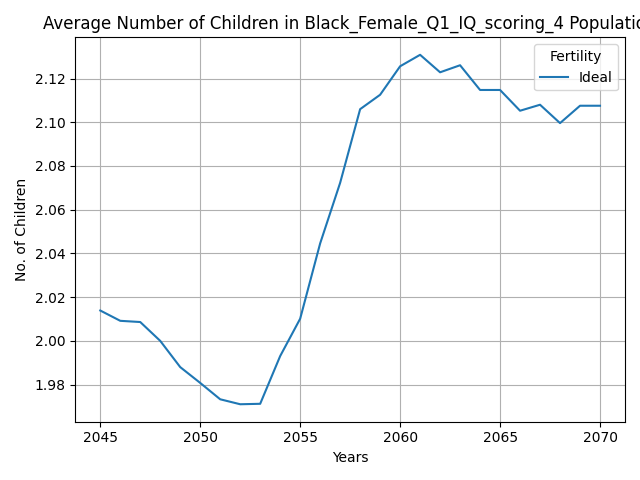 Average Number of Children in Black_Female_Q1_IQ_scoring_4 Populatio
Fertility
Ideal
No. of Children
2.12
2.10
2.08
2.06
2.04
2.02
2.00
1.98
2045 2050 2055 2060 2065 2070
Years